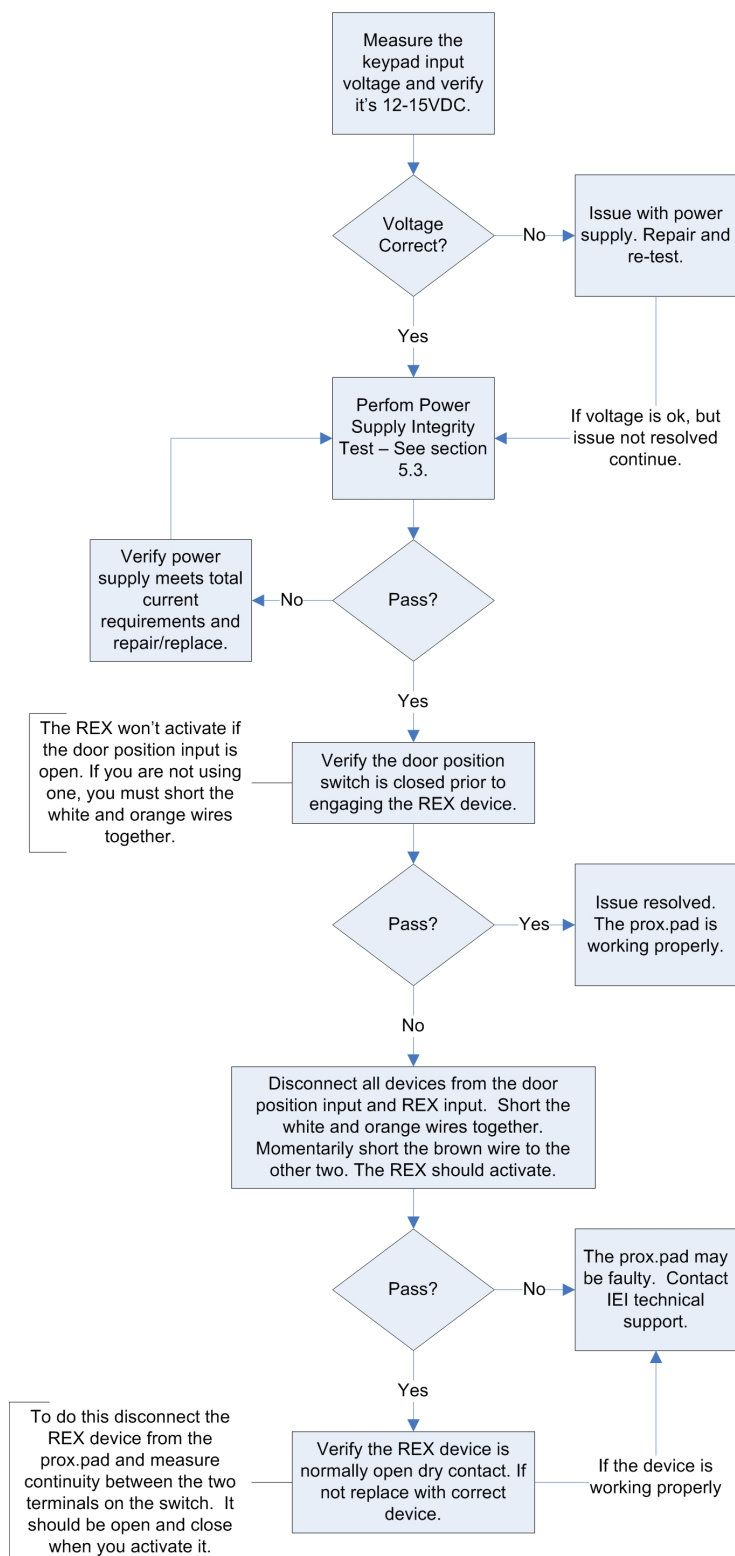 Measure the
keypad input
voltage and verify
it's 12-15VDC.
Voltage
Correct?
No
Issue with power
supply. Repair and
re-test.
Yes
If voltage is ok, but
issue not resolved
continue.
Perfom Power
Supply Integrity
Test – See section
5.3.
Pass?
No
Verify power
supply meets total
current
requirements and
repair/replace.
Yes
The REX won't activate if
the door position input is
open. If you are not using
one, you must short the
white and orange wires
together.
Verify the door position
switch is closed prior to
engaging the REX device.
Pass?
Yes
Issue resolved.
The prox.pad is
working properly.
No
Disconnect all devices from the door
position input and REX input.  Short the
white and orange wires together.
Momentarily short the brown wire to the
other two. The REX should activate.
Pass?
No
The prox.pad may
be faulty.  Contact
IEI technical
support.
Yes
To do this disconnect the
REX device from the
prox.pad and measure
continuity between the two
terminals on the switch.  It
should be open and close
when you activate it.
Verify the REX device is
normally open dry contact. If
not replace with correct
device.
If the device is
working properly